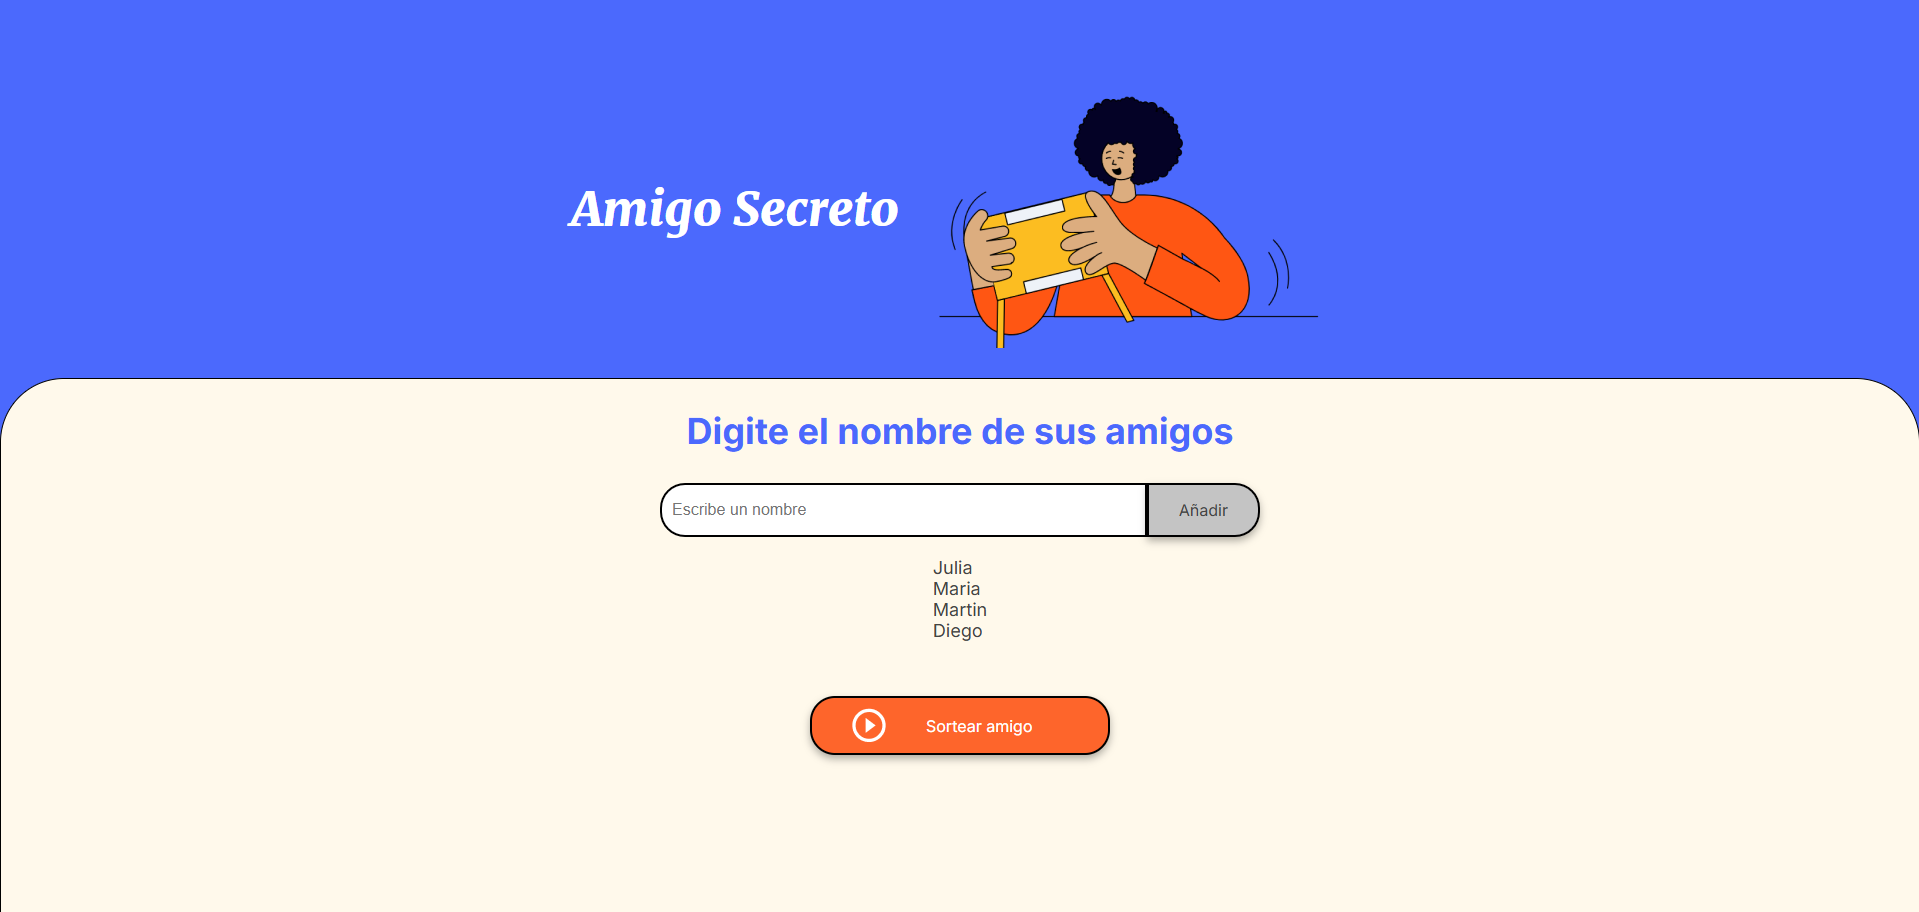 Amigo Secreto
Digite el nombre de sus amigos
Escribe un nombre
Añadir
Julia
Maria
Martin
Diego
Sortear amigo